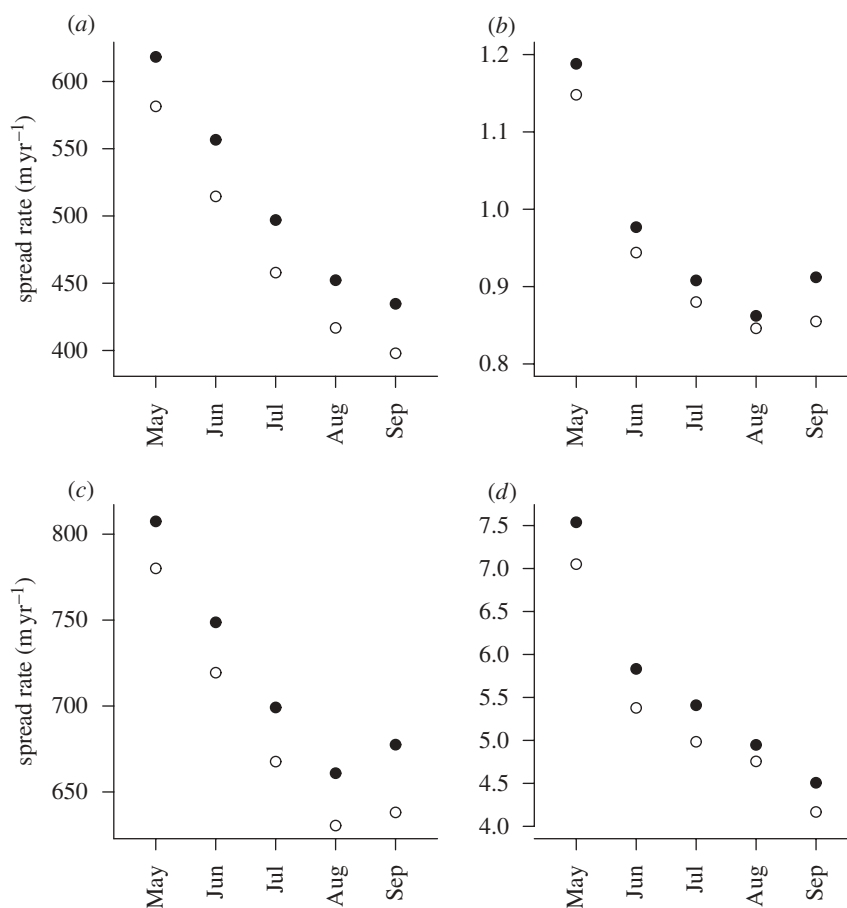 (a)
spread rate (m yr⁻¹)
600
550
500
450
400
May
Jun
Jul
Aug
Sep
(b)
1.2
1.1
1.0
0.9
0.8
May
Jun
Jul
Aug
Sep
(c)
spread rate (m yr⁻¹)
800
750
700
650
May
Jun
Jul
Aug
Sep
(d)
7.5
7.0
6.5
6.0
5.5
5.0
4.5
4.0
May
Jun
Jul
Aug
Sep